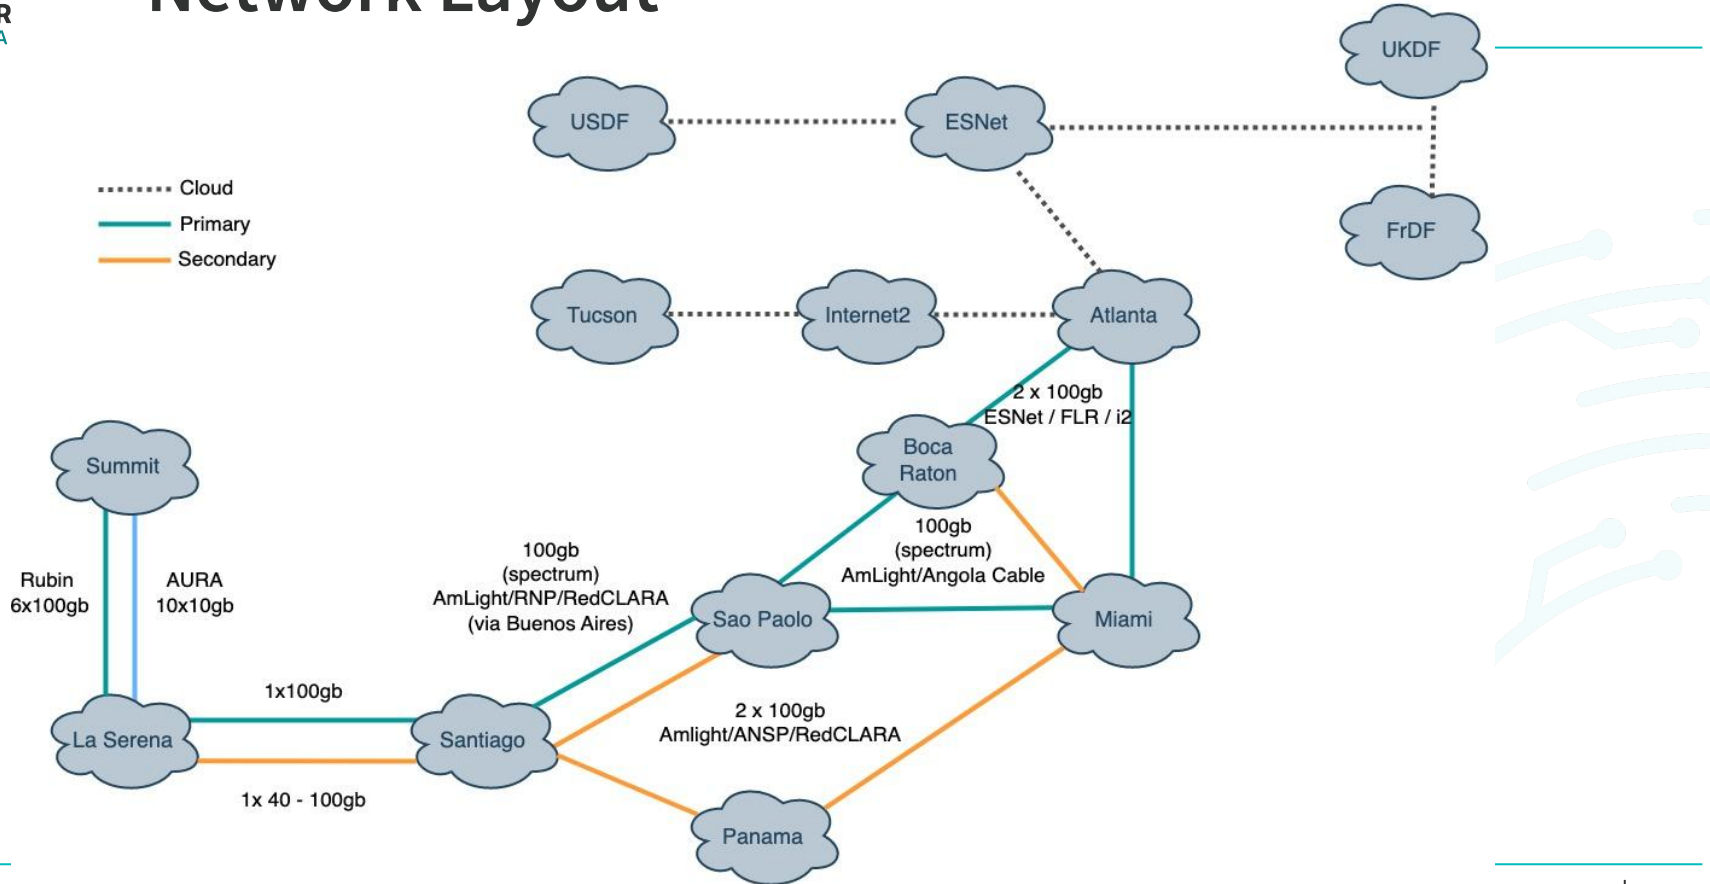 R
A
Network Layout
UKDF
USDF
ESNet
Cloud
Primary
Secondary
FrDF
Tucson
Internet2
Atlanta
2 x 100gb
ESNet / FLR / i2
Boca
Raton
Summit
100gb
(spectrum)
AmLight/Angola Cable
100gb
(spectrum)
AmLight/RNP/RedCLARA
(via Buenos Aires)
Rubin
6x100gb
AURA
10x10gb
Sao Paolo
Miami
1x100gb
La Serena
Santiago
2 x 100gb
Amlight/ANSP/RedCLARA
1x 40 - 100gb
Panama